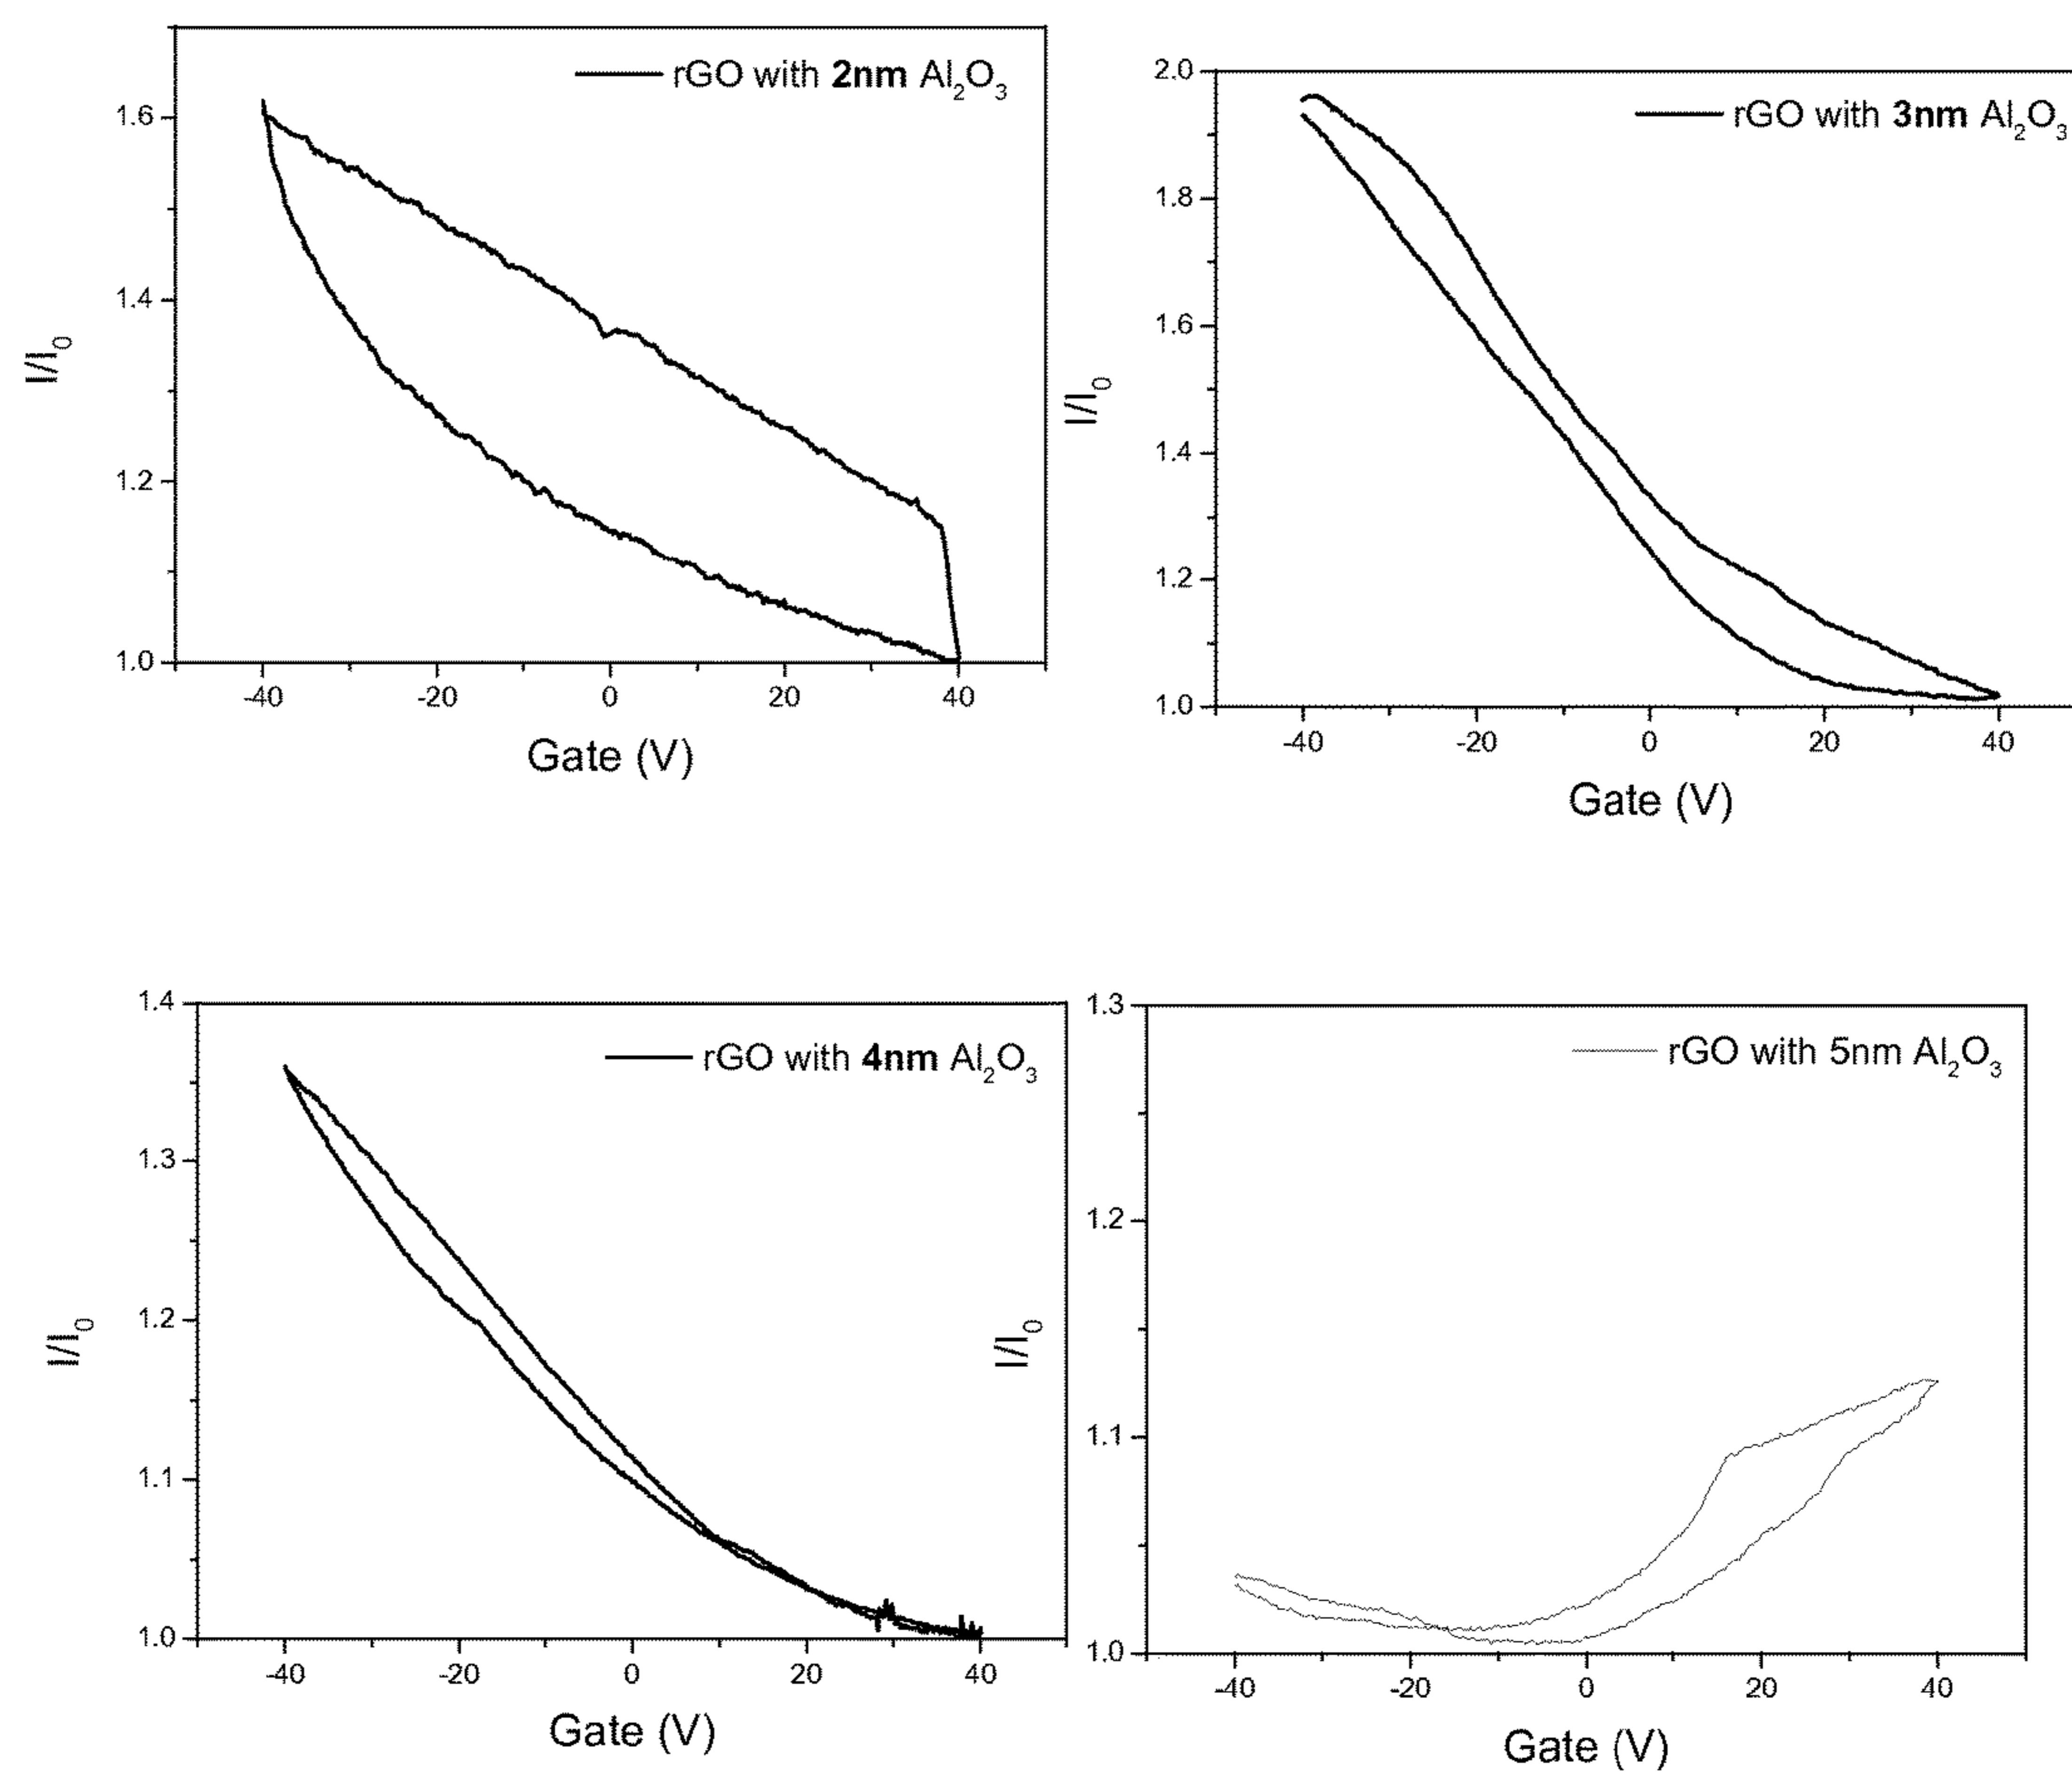 rGO with 2nm Al₂O₃
1.6
1.4
1.2
1.0
I/I₀
-40 -20 0 20 40
Gate (V)
rGO with 3nm Al₂O₃
2.0
1.8
1.6
1.4
1.2
1.0
I/I₀
-40 -20 0 20 40
Gate (V)
rGO with 4nm Al₂O₃
1.4
1.3
1.2
1.1
1.0
I/I₀
-40 -20 0 20 40
Gate (V)
rGO with 5nm Al₂O₃
1.3
1.2
1.1
1.0
I/I₀
-40 -20 0 20 40
Gate (V)